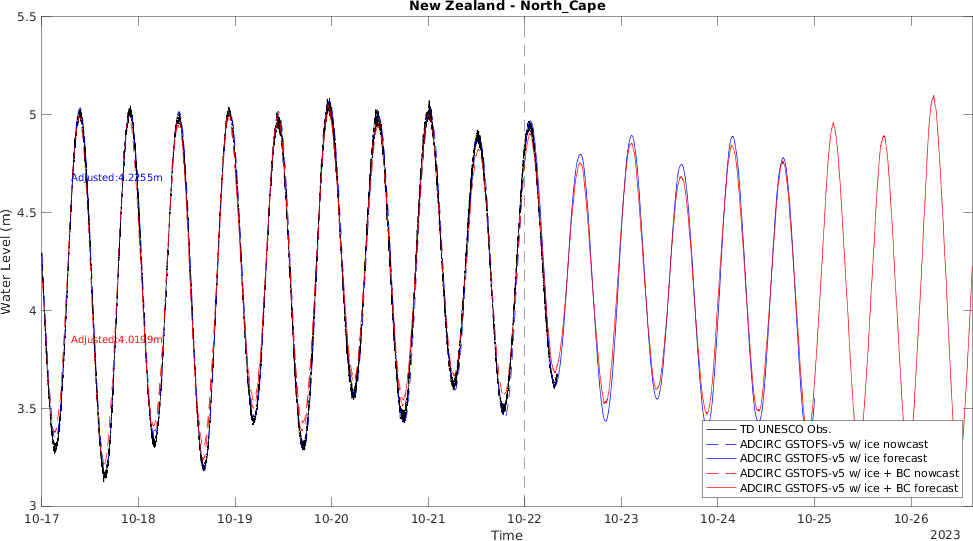 New Zealand - North_Cape
5.5
5
4.5
4
3.5
3
Water Level (m)
Adjusted:4.2255m
Adjusted:4.0199m
TD UNESCO Obs.
ADCIRC GSTOFS-v5 w/ ice nowcast
ADCIRC GSTOFS-v5 w/ ice forecast
ADCIRC GSTOFS-v5 w/ ice + BC nowcast
ADCIRC GSTOFS-v5 w/ ice + BC forecast
10-17 10-18 10-19 10-20 10-21 10-22 10-23 10-24 10-25 10-26
Time
2023